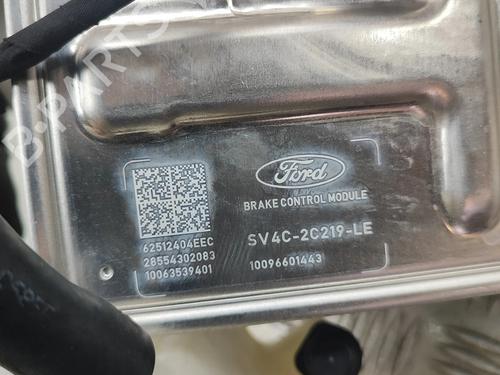 B-PARTS
Ford
BRAKE CONTROL MODULE
62512404EEC
SV4C-2C219-LE
28554302083
10096601443
10063539401